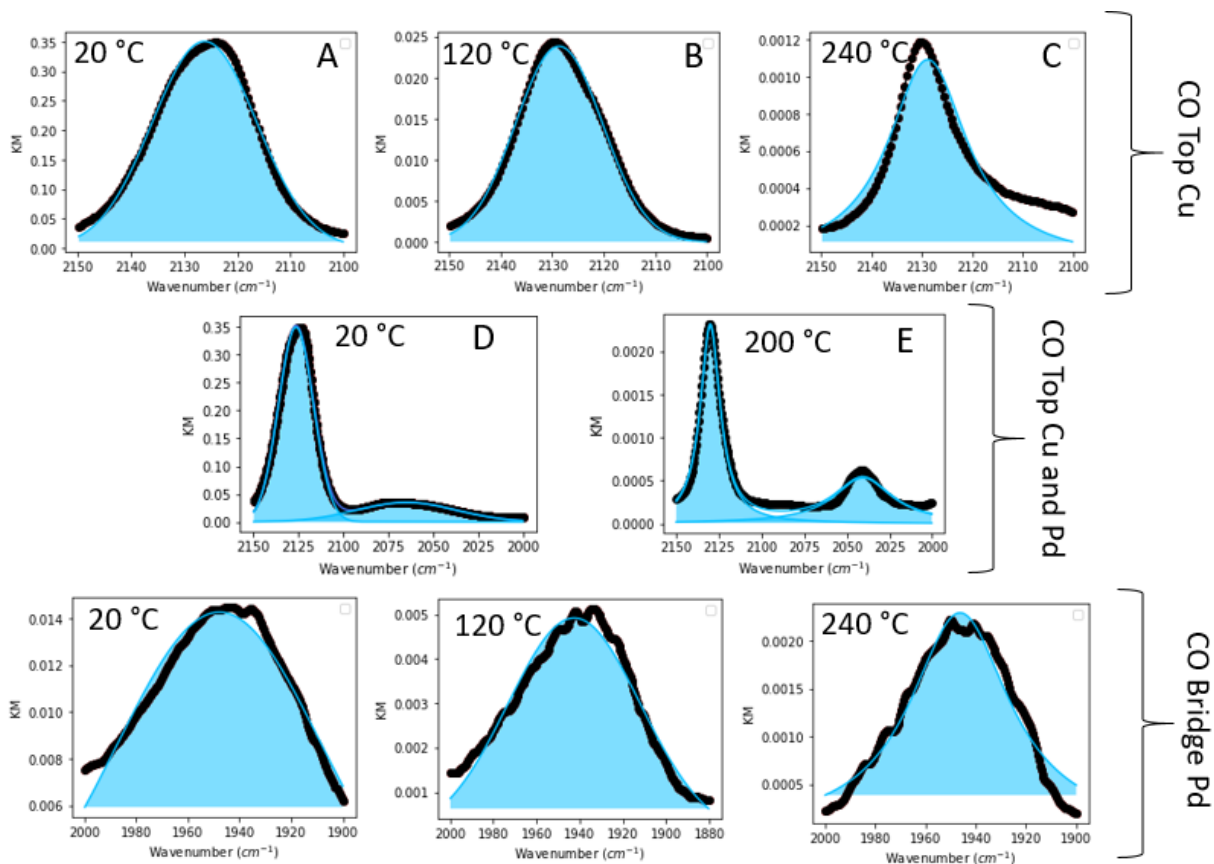 20 °C
A
0.35
0.30
0.25
0.20
0.15
0.10
0.05
0.00
KM
2150 2140 2130 2120 2110 2100
Wavenumber (cm⁻¹)
120 °C
B
0.025
0.020
0.015
0.010
0.005
0.000
KM
2150 2140 2130 2120 2110 2100
Wavenumber (cm⁻¹)
240 °C
C
0.0012
0.0010
0.0008
0.0006
0.0004
0.0002
KM
2150 2140 2130 2120 2110 2100
Wavenumber (cm⁻¹)
CO Top Cu
20 °C
D
0.35
0.30
0.25
0.20
0.15
0.10
0.05
0.00
KM
2150 2125 2100 2075 2050 2025 2000
Wavenumber (cm⁻¹)
200 °C
E
0.0020
0.0015
0.0010
0.0005
0.0000
KM
2150 2125 2100 2075 2050 2025 2000
Wavenumber (cm⁻¹)
CO Top Cu and Pd
20 °C
0.014
0.012
0.010
0.008
0.006
KM
2000 1980 1960 1940 1920 1900
Wavenumber (cm⁻¹)
120 °C
0.005
0.004
0.003
0.002
0.001
KM
2000 1980 1960 1940 1920 1900 1880
Wavenumber (cm⁻¹)
240 °C
0.0020
0.0015
0.0010
0.0005
KM
2000 1980 1960 1940 1920 1900
Wavenumber (cm⁻¹)
CO Bridge Pd